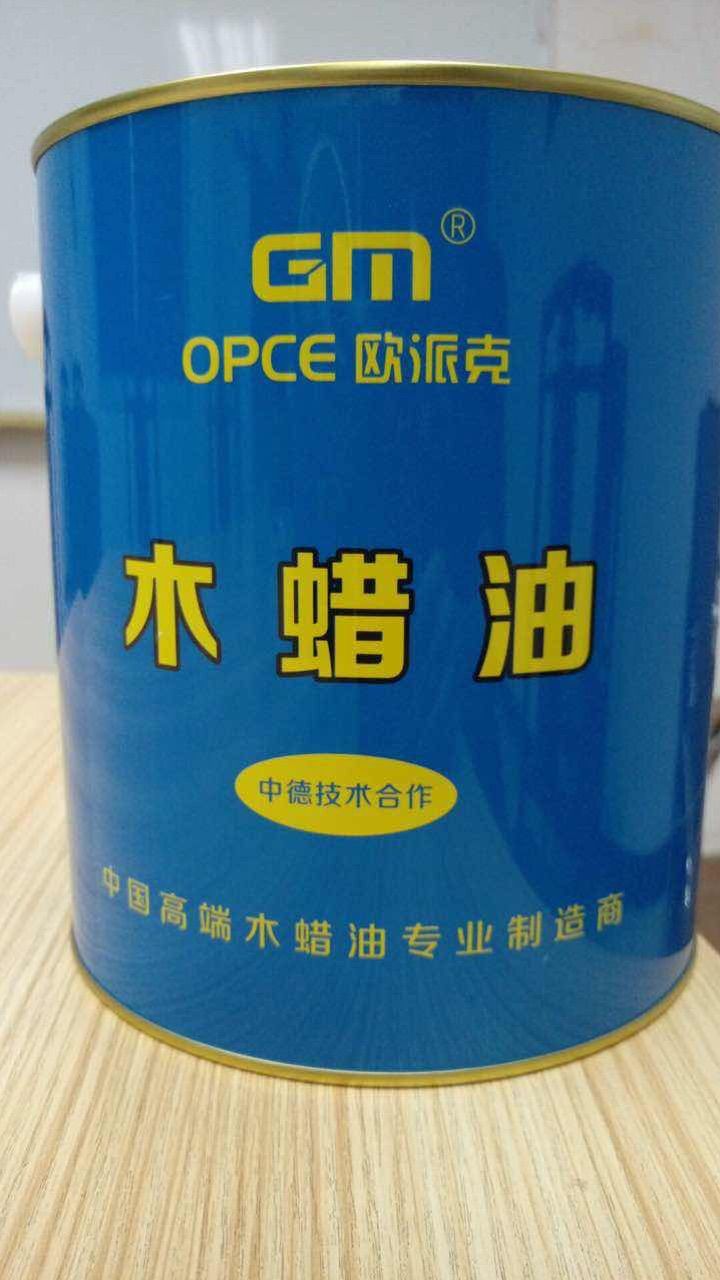 GM®
OPCE 欧派克
木蜡油
中德技术合作
中国高端木蜡油专业制造商